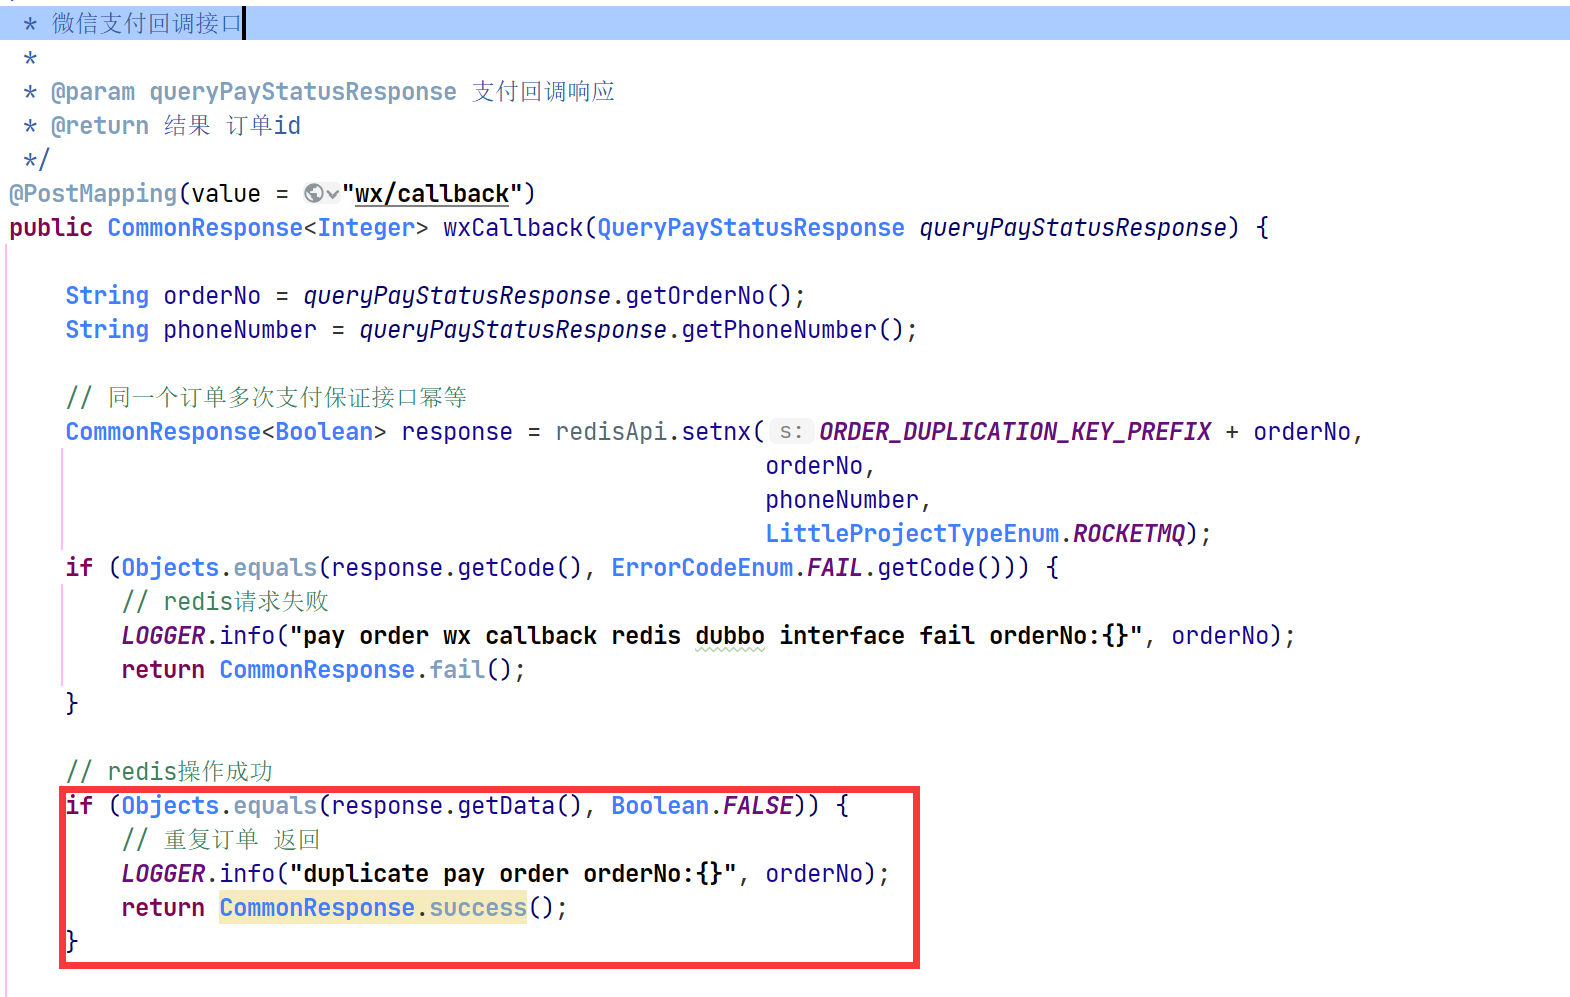 * 微信支付回调接口
*
* @param queryPayStatusResponse 支付回调响应
* @return 结果 订单id
*/
@PostMapping(value = "wx/callback")
public CommonResponse<Integer> wxCallback(QueryPayStatusResponse queryPayStatusResponse) {
String orderNo = queryPayStatusResponse.getOrderNo();
String phoneNumber = queryPayStatusResponse.getPhoneNumber();
// 同一个订单多次支付保证接口幂等
CommonResponse<Boolean> response = redisApi.setnx( s: ORDER_DUPLICATION_KEY_PREFIX + orderNo,
orderNo,
phoneNumber,
LittleProjectTypeEnum.ROCKETMQ);
if (Objects.equals(response.getCode(), ErrorCodeEnum.FAIL.getCode())) {
// redis请求失败
LOGGER.info("pay order wx callback redis dubbo interface fail orderNo:{}", orderNo);
return CommonResponse.fail();
}
// redis操作成功
if (Objects.equals(response.getData(), Boolean.FALSE)) {
// 重复订单 返回
LOGGER.info("duplicate pay order orderNo:{}", orderNo);
return CommonResponse.success();
}